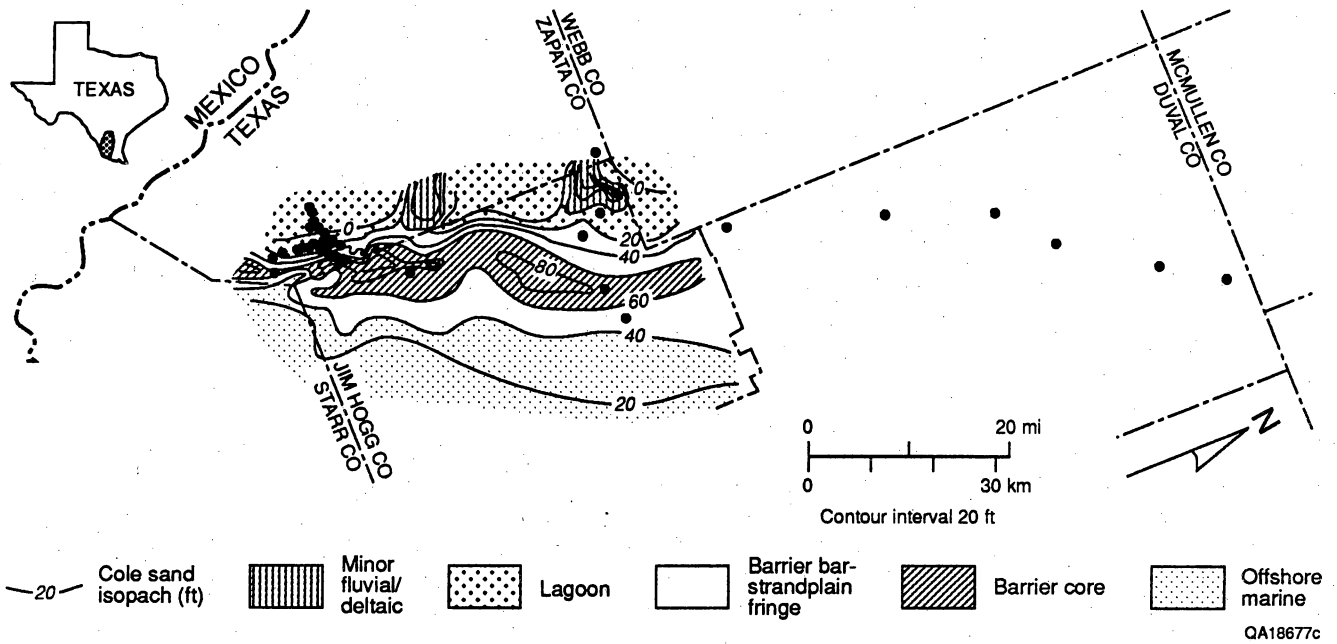 TEXAS
MEXICO
TEXAS
WEBB CO
ZAPATA CO
MCMULLEN CO
DUVAL CO
0
0
20
40
80
60
40
20
JIM HOGG CO
STARR CO
N
0 20 mi
0 30 km
Contour interval 20 ft
20 Cole sand
isopach (ft)
Minor
fluvial/
deltaic
Lagoon
Barrier bar-
strandplain
fringe
Barrier core
Offshore
marine
QA18677c